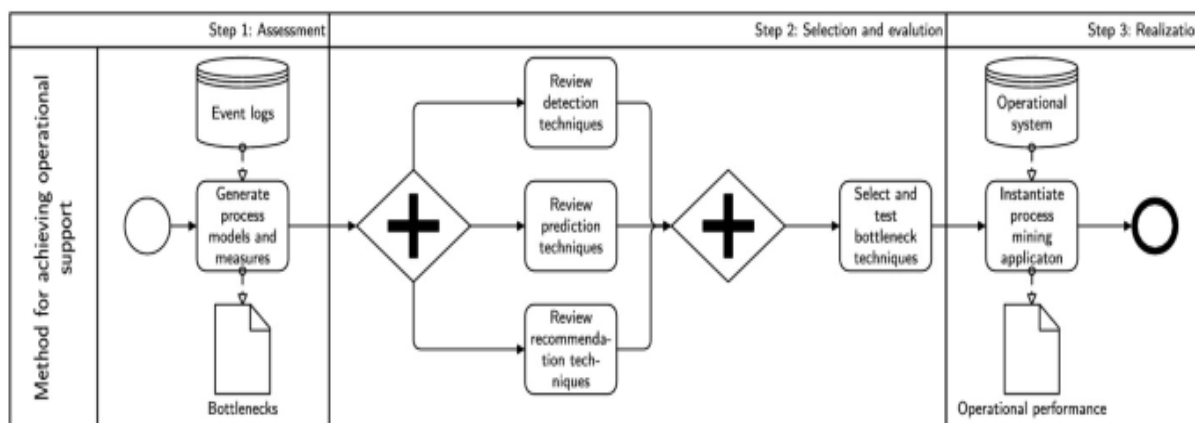 Step 1: Assessment
Step 2: Selection and evalution
Step 3: Realization
Method for achieving operational
support
Event logs
Generate
process
models and
measures
Bottlenecks
Review
detection
techniques
Review
prediction
techniques
Review
recommenda-
tion tech-
niques
Select and
test
bottleneck
techniques
Operational
system
Instantiate
process
mining
applicaton
Operational performance